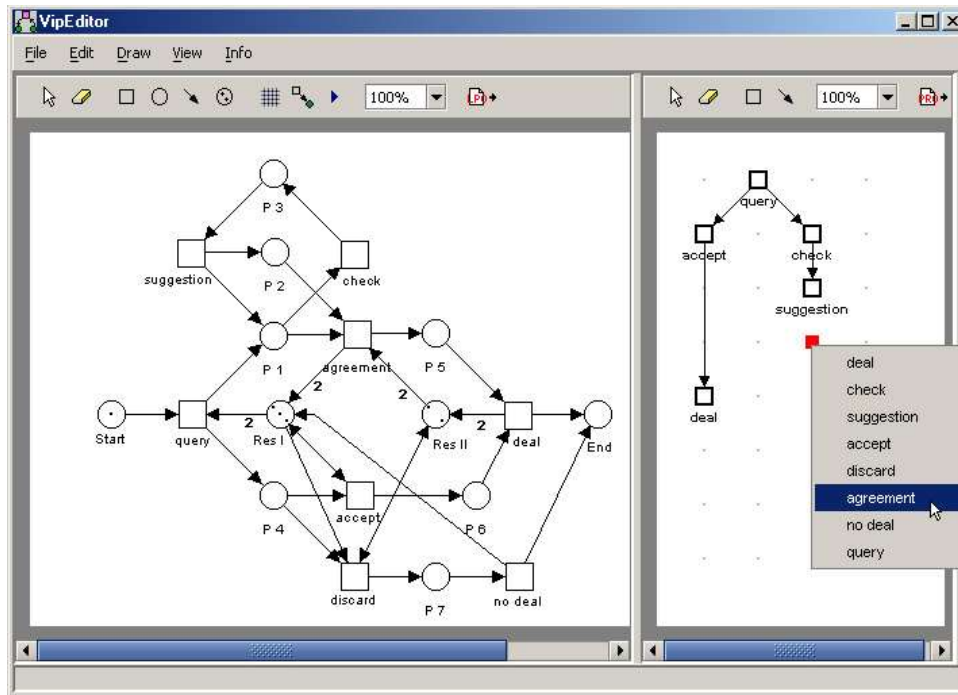 VipEditor
File Edit Draw View Info
100% LPO
100% PRO
P 3
suggestion
P 2
check
P 1
agreement
P 5
2
2
Start
query
2
Res I
Res II
2
deal
End
P 4
accept
P 6
discard
P 7
no deal
query
accept
check
suggestion
deal
deal
check
suggestion
accept
discard
agreement
no deal
query